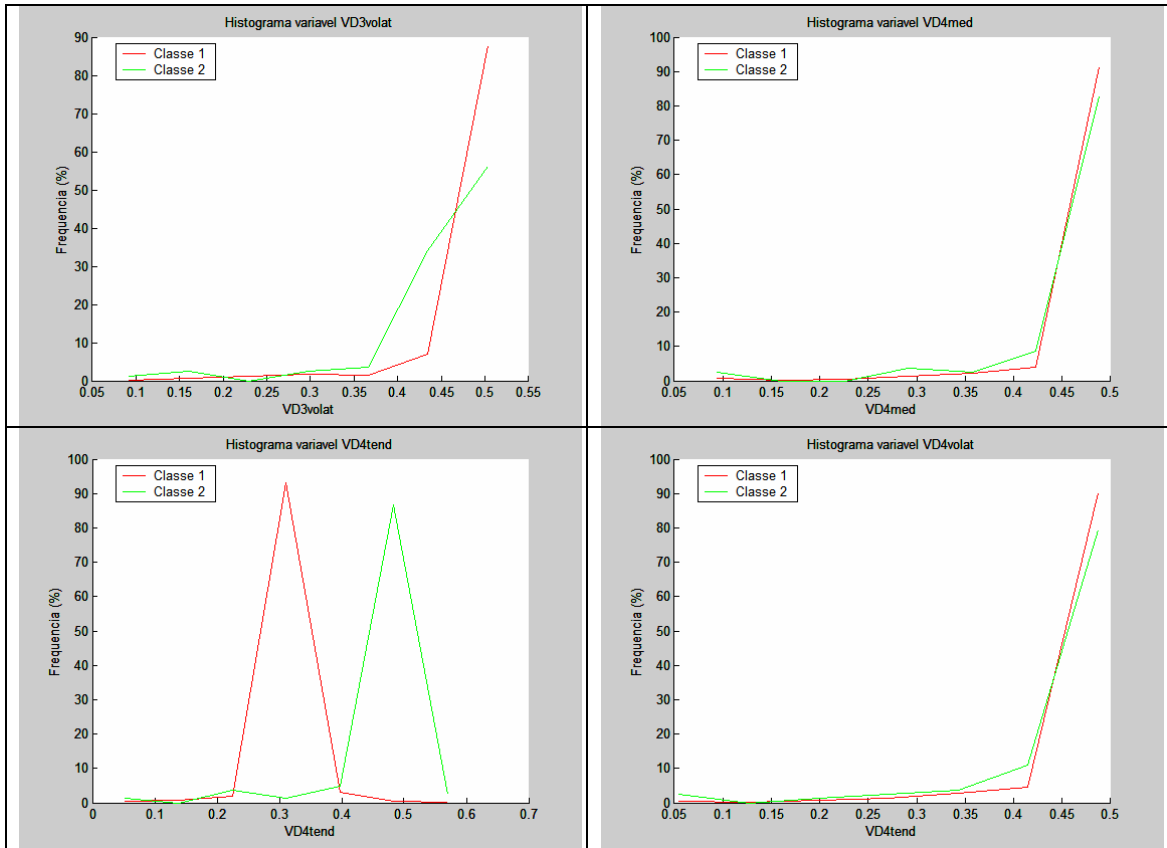 Histograma variavel VD3volat
90
80
70
60
50
40
30
20
10
0
Frequencia (%)
Classe 1
Classe 2
0.05 0.1 0.15 0.2 0.25 0.3 0.35 0.4 0.45 0.5 0.55
VD3volat
Histograma variavel VD4med
100
90
80
70
60
50
40
30
20
10
0
Frequencia (%)
Classe 1
Classe 2
0.05 0.1 0.15 0.2 0.25 0.3 0.35 0.4 0.45 0.5
VD4med
Histograma variavel VD4tend
100
90
80
70
60
50
40
30
20
10
0
Frequencia (%)
Classe 1
Classe 2
0 0.1 0.2 0.3 0.4 0.5 0.6 0.7
VD4tend
Histograma variavel VD4volat
100
90
80
70
60
50
40
30
20
10
0
Frequencia (%)
Classe 1
Classe 2
0.05 0.1 0.15 0.2 0.25 0.3 0.35 0.4 0.45 0.5
VD4tend